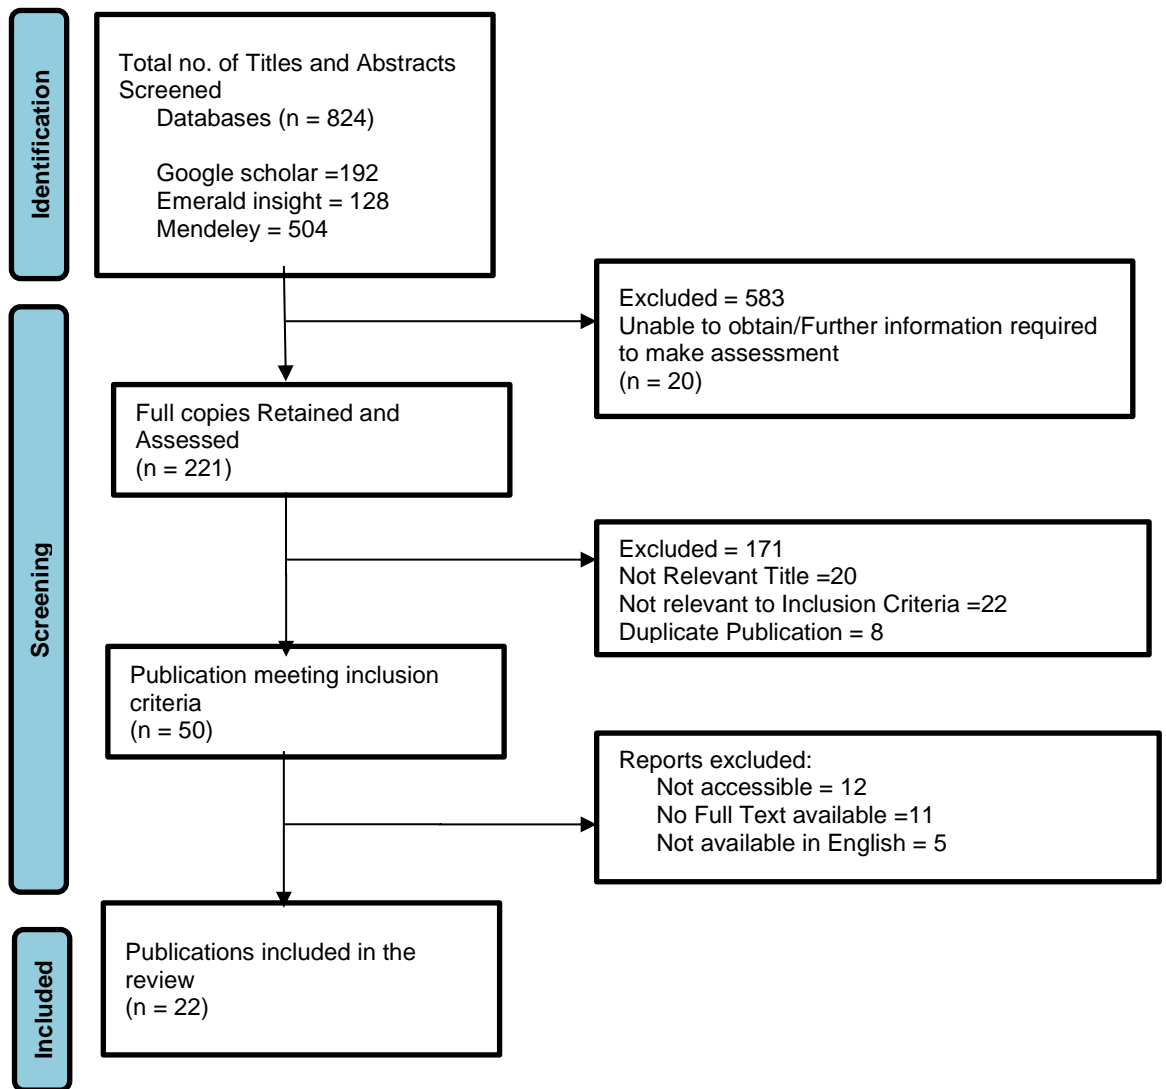 Identification
Total no. of Titles and Abstracts
Screened
Databases (n = 824)
Google scholar =192
Emerald insight = 128
Mendeley = 504
Excluded = 583
Unable to obtain/Further information required
to make assessment
(n = 20)
Screening
Full copies Retained and
Assessed
(n = 221)
Excluded = 171
Not Relevant Title =20
Not relevant to Inclusion Criteria =22
Duplicate Publication = 8
Publication meeting inclusion
criteria
(n = 50)
Reports excluded:
Not accessible = 12
No Full Text available =11
Not available in English = 5
Included
Publications included in the
review
(n = 22)